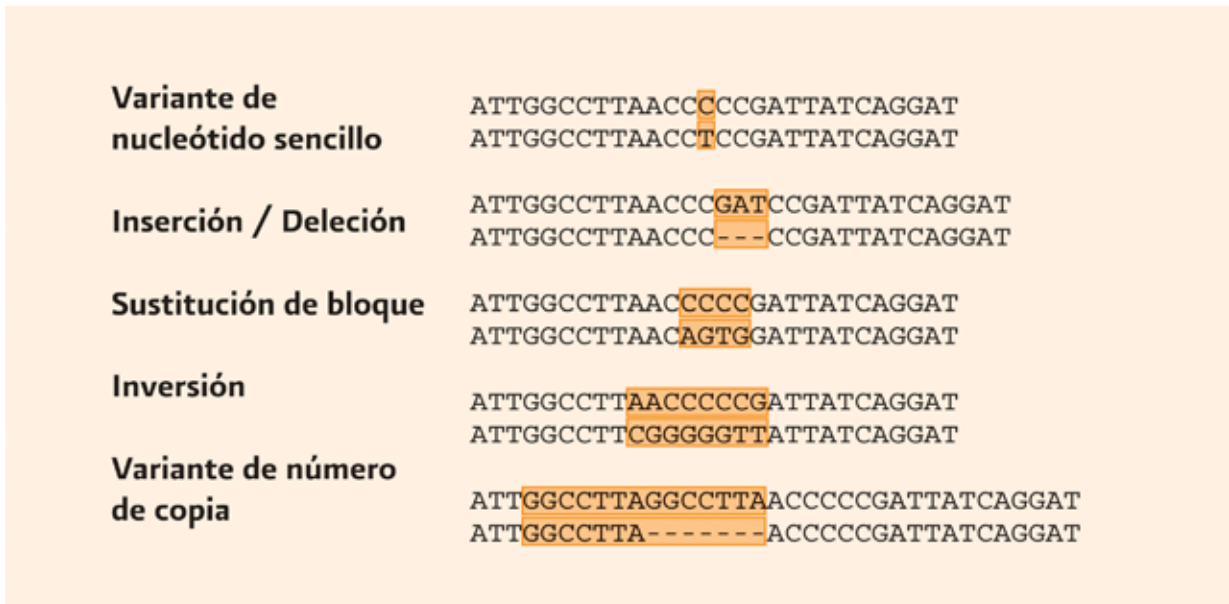 Variante de
nucleótido sencillo
ATTGGCCTTAACCCCCGATTATCAGGAT
ATTGGCCTTAACCTCCGATTATCAGGAT
Inserción / Deleción
ATTGGCCTTAACCCGATCCGATTATCAGGAT
ATTGGCCTTAACCC---CCGATTATCAGGAT
Sustitución de bloque
ATTGGCCTTAACCCCCGATTATCAGGAT
ATTGGCCTTAACAGTGGATTATCAGGAT
Inversión
ATTGGCCTTAACCCCCGATTATCAGGAT
ATTGGCCTTCGGGGGTTATTATCAGGAT
Variante de número
de copia
ATTGGCCTTAGGCCTTAACCCCCGATTATCAGGAT
ATTGGCCTTA-------ACCCCCGATTATCAGGAT